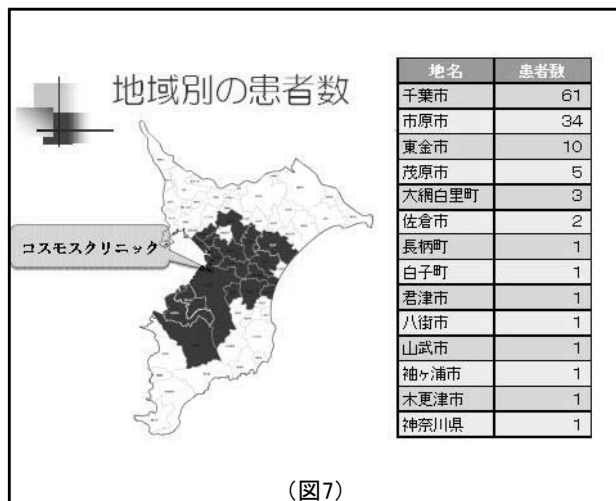 地域別の患者数
コスモスクリニック
地名 患者数
千葉市 61
市原市 34
東金市 10
茂原市 5
大網白里町 3
佐倉市 2
長柄町 1
白子町 1
君津市 1
八街市 1
山武市 1
袖ヶ浦市 1
木更津市 1
神奈川県 1
(図7)